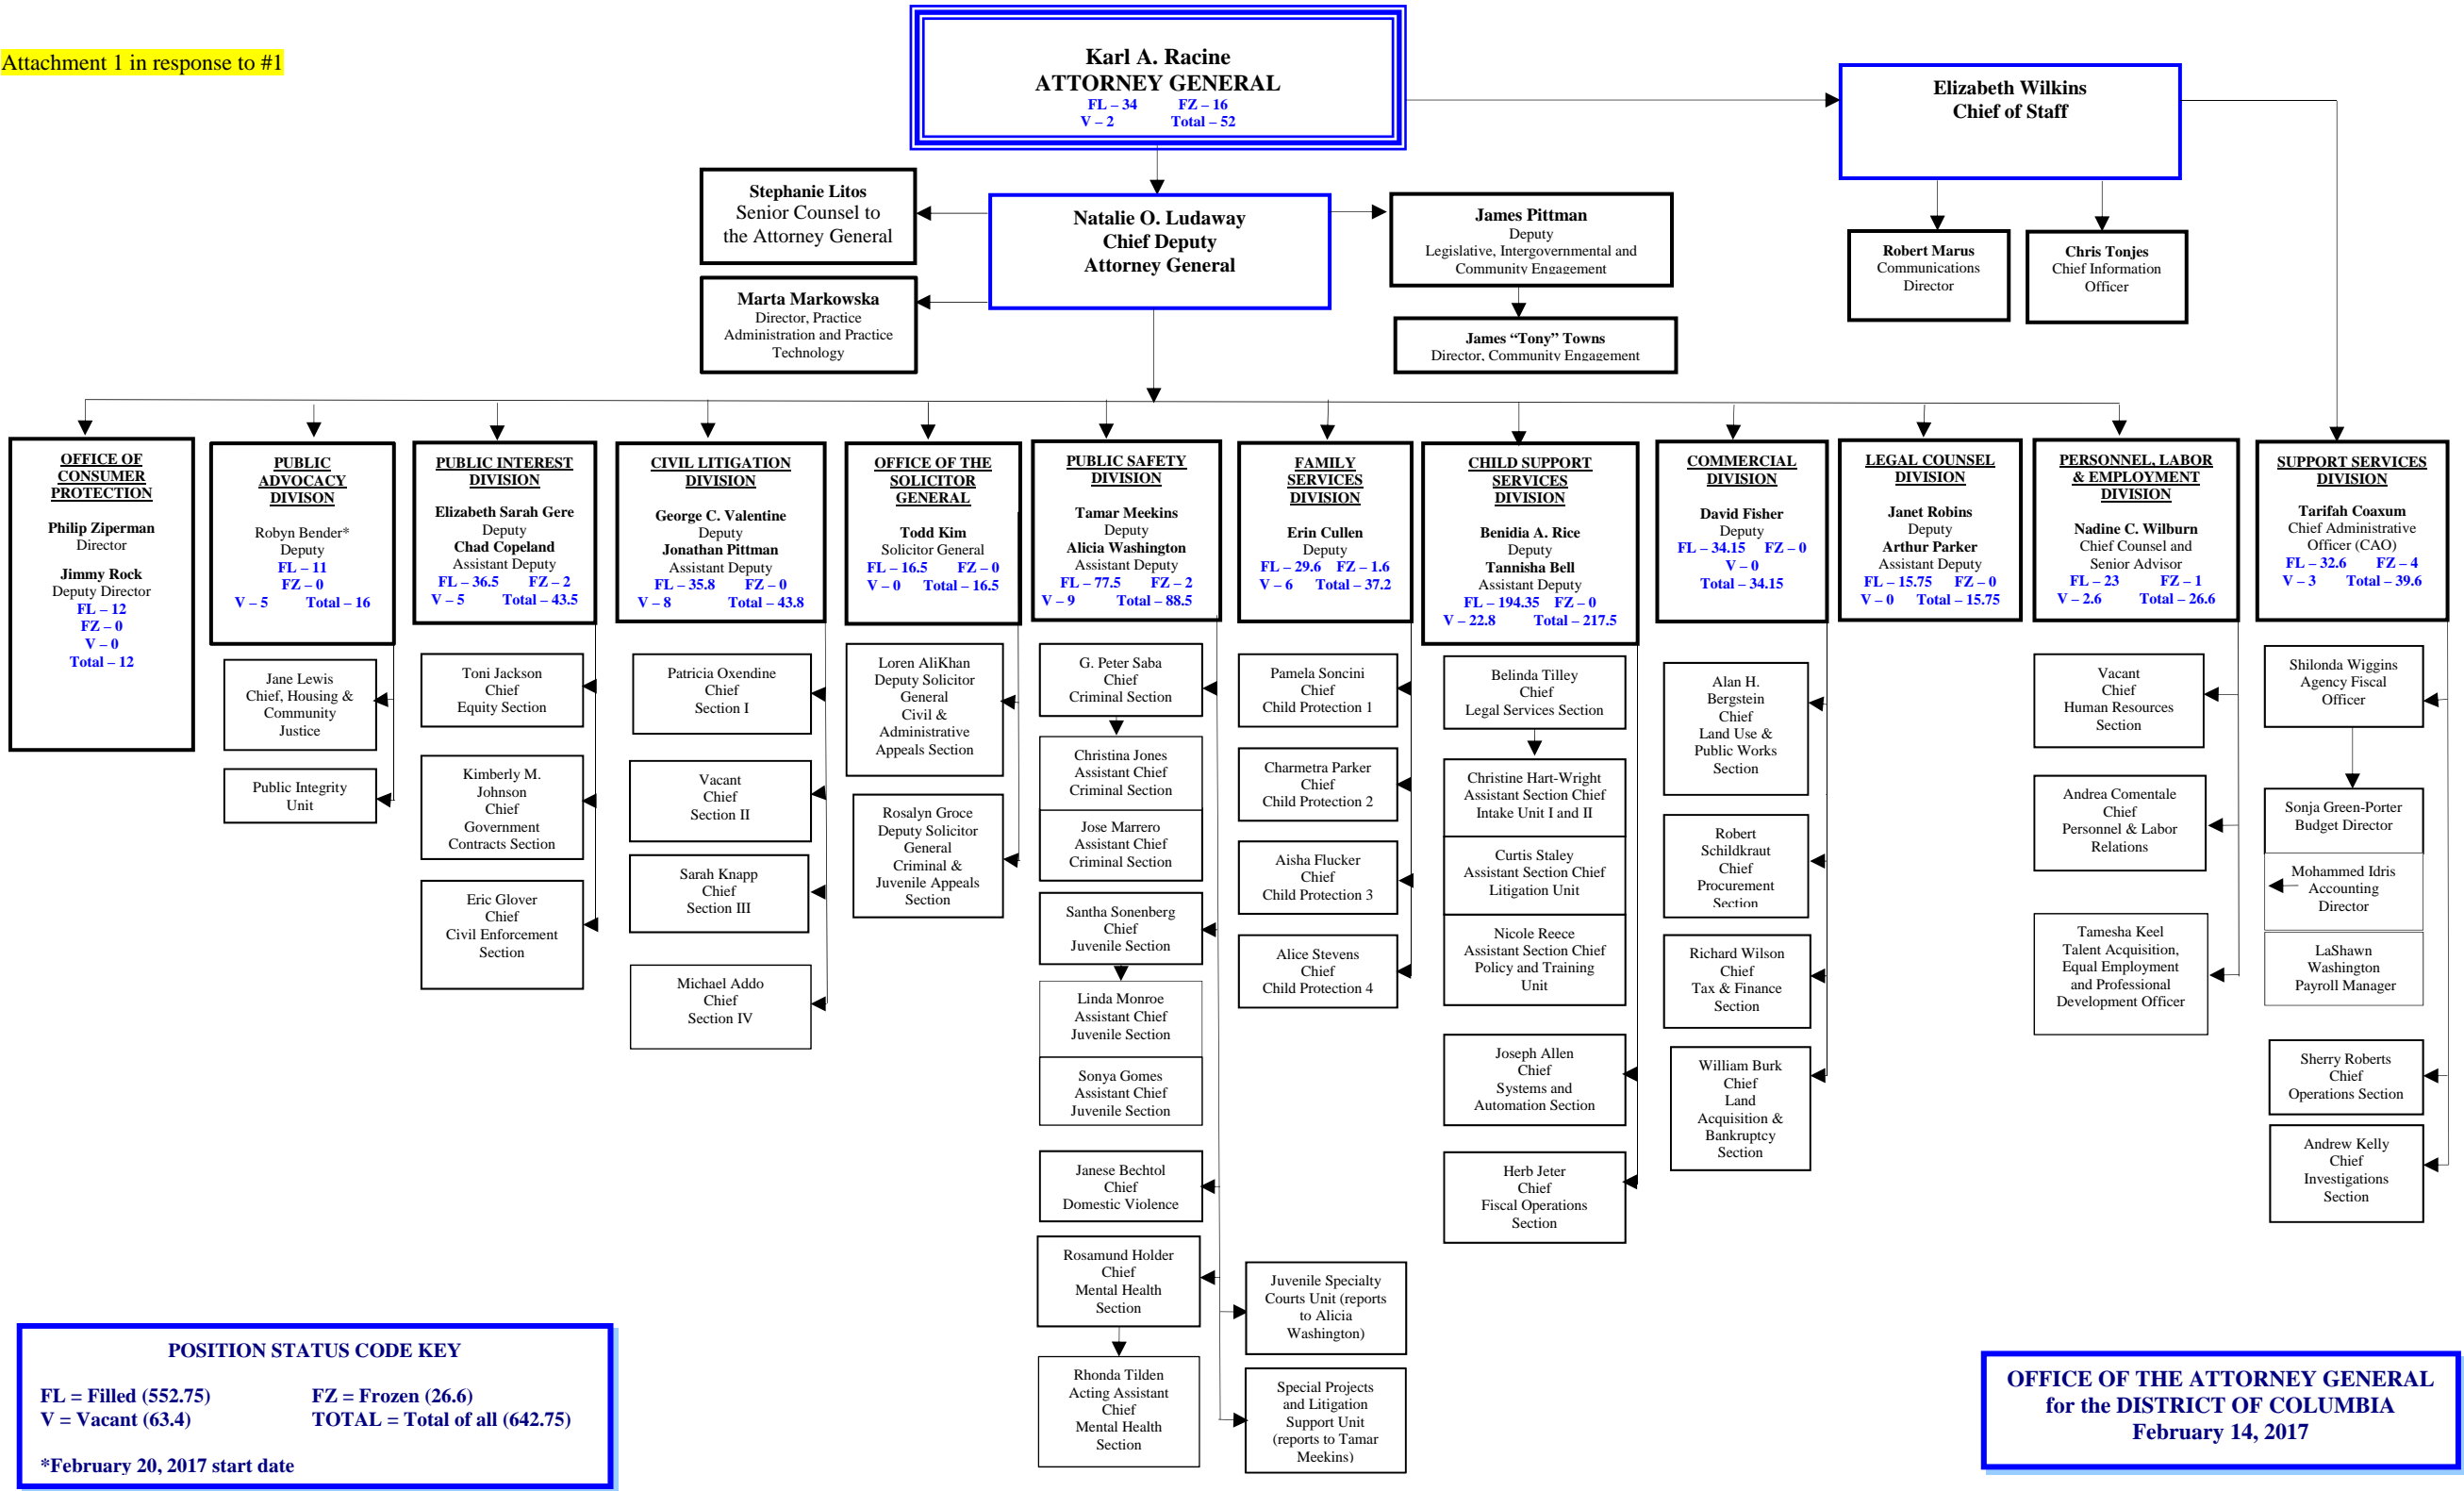 Attachment 1 in response to #1
Karl A. Racine
ATTORNEY GENERAL
FL – 34 FZ – 16
V – 2 Total – 52
Elizabeth Wilkins
Chief of Staff
Stephanie Litos
Senior Counsel to
the Attorney General
Natalie O. Ludaway
Chief Deputy
Attorney General
James Pittman
Deputy
Legislative, Intergovernmental and
Community Engagement
Robert Marus
Communications
Director
Chris Tonjes
Chief Information
Officer
Marta Markowska
Director, Practice
Administration and Practice
Technology
James “Tony” Towns
Director, Community Engagement
OFFICE OF
CONSUMER
PROTECTION
Philip Ziperman
Director
Jimmy Rock
Deputy Director
FL – 12
FZ – 0
V – 0
Total – 12
PUBLIC
ADVOCACY
DIVISON
Robyn Bender*
Deputy
FL – 11
FZ – 0
V – 5 Total – 16
Jane Lewis
Chief, Housing &
Community
Justice
Public Integrity
Unit
PUBLIC INTEREST
DIVISION
Elizabeth Sarah Gere
Deputy
Chad Copeland
Assistant Deputy
FL – 36.5 FZ – 2
V – 5 Total – 43.5
Toni Jackson
Chief
Equity Section
Kimberly M.
Johnson
Chief
Government
Contracts Section
Eric Glover
Chief
Civil Enforcement
Section
CIVIL LITIGATION
DIVISION
George C. Valentine
Deputy
Jonathan Pittman
Assistant Deputy
FL – 35.8 FZ – 0
V – 8 Total – 43.8
Patricia Oxendine
Chief
Section I
Vacant
Chief
Section II
Sarah Knapp
Chief
Section III
Michael Addo
Chief
Section IV
OFFICE OF THE
SOLICITOR
GENERAL
Todd Kim
Solicitor General
FL – 16.5 FZ – 0
V – 0 Total – 16.5
Loren AliKhan
Deputy Solicitor
General
Civil &
Administrative
Appeals Section
Rosalyn Groce
Deputy Solicitor
General
Criminal &
Juvenile Appeals
Section
PUBLIC SAFETY
DIVISION
Tamar Meekins
Deputy
Alicia Washington
Assistant Deputy
FL – 77.5 FZ – 2
V – 9 Total – 88.5
G. Peter Saba
Chief
Criminal Section
Christina Jones
Assistant Chief
Criminal Section
Jose Marrero
Assistant Chief
Criminal Section
Santha Sonenberg
Chief
Juvenile Section
Linda Monroe
Assistant Chief
Juvenile Section
Sonya Gomes
Assistant Chief
Juvenile Section
Janese Bechtol
Chief
Domestic Violence
Rosamund Holder
Chief
Mental Health
Section
Rhonda Tilden
Acting Assistant
Chief
Mental Health
Section
Juvenile Specialty
Courts Unit (reports
to Alicia
Washington)
Special Projects
and Litigation
Support Unit
(reports to Tamar
Meekins)
FAMILY
SERVICES
DIVISION
Erin Cullen
Deputy
FL – 29.6 FZ – 1.6
V – 6 Total – 37.2
Pamela Soncini
Chief
Child Protection 1
Charmetra Parker
Chief
Child Protection 2
Aisha Flucker
Chief
Child Protection 3
Alice Stevens
Chief
Child Protection 4
CHILD SUPPORT
SERVICES
DIVISION
Benidia A. Rice
Deputy
Tannisha Bell
Assistant Deputy
FL – 194.35 FZ – 0
V – 22.8 Total – 217.5
Belinda Tilley
Chief
Legal Services Section
Christine Hart-Wright
Assistant Section Chief
Intake Unit I and II
Curtis Staley
Assistant Section Chief
Litigation Unit
Nicole Reece
Assistant Section Chief
Policy and Training
Unit
Joseph Allen
Chief
Systems and
Automation Section
Herb Jeter
Chief
Fiscal Operations
Section
COMMERCIAL
DIVISION
David Fisher
Deputy
FL – 34.15 FZ – 0
V – 0
Total – 34.15
Alan H.
Bergstein
Chief
Land Use &
Public Works
Section
Robert
Schildkraut
Chief
Procurement
Section
Richard Wilson
Chief
Tax & Finance
Section
William Burk
Chief
Land
Acquisition &
Bankruptcy
Section
LEGAL COUNSEL
DIVISION
Janet Robins
Deputy
Arthur Parker
Assistant Deputy
FL – 15.75 FZ – 0
V – 0 Total – 15.75
PERSONNEL, LABOR
& EMPLOYMENT
DIVISION
Nadine C. Wilburn
Chief Counsel and
Senior Advisor
FL – 23 FZ – 1
V – 2.6 Total – 26.6
Vacant
Chief
Human Resources
Section
Andrea Comentale
Chief
Personnel & Labor
Relations
Tamesha Keel
Talent Acquisition,
Equal Employment
and Professional
Development Officer
SUPPORT SERVICES
DIVISION
Tarifah Coaxum
Chief Administrative
Officer (CAO)
FL – 32.6 FZ – 4
V – 3 Total – 39.6
Shilonda Wiggins
Agency Fiscal
Officer
Sonja Green-Porter
Budget Director
Mohammed Idris
Accounting
Director
LaShawn
Washington
Payroll Manager
Sherry Roberts
Chief
Operations Section
Andrew Kelly
Chief
Investigations
Section
POSITION STATUS CODE KEY
FL = Filled (552.75) FZ = Frozen (26.6)
V = Vacant (63.4) TOTAL = Total of all (642.75)
*February 20, 2017 start date
OFFICE OF THE ATTORNEY GENERAL
for the DISTRICT OF COLUMBIA
February 14, 2017